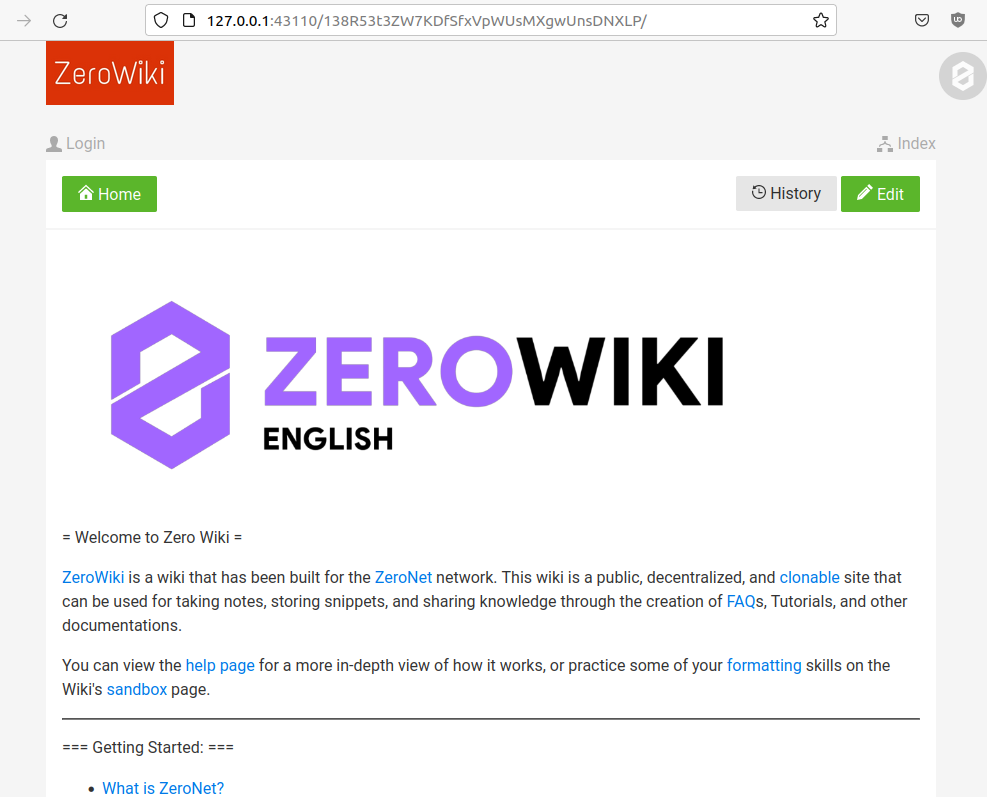 127.0.0.1:43110/138R53t3ZW7KDfSfxVpWUsMXgwUnsDNXLP/
UD
ZeroWiki
Login
Index
Home
History
Edit
ZEROWIKI
ENGLISH
= Welcome to Zero Wiki =
ZeroWiki is a wiki that has been built for the ZeroNet network. This wiki is a public, decentralized, and clonable site that
can be used for taking notes, storing snippets, and sharing knowledge through the creation of FAQs, Tutorials, and other
documentations.
You can view the help page for a more in-depth view of how it works, or practice some of your formatting skills on the
Wiki's sandbox page.
=== Getting Started: ===
• What is ZeroNet?